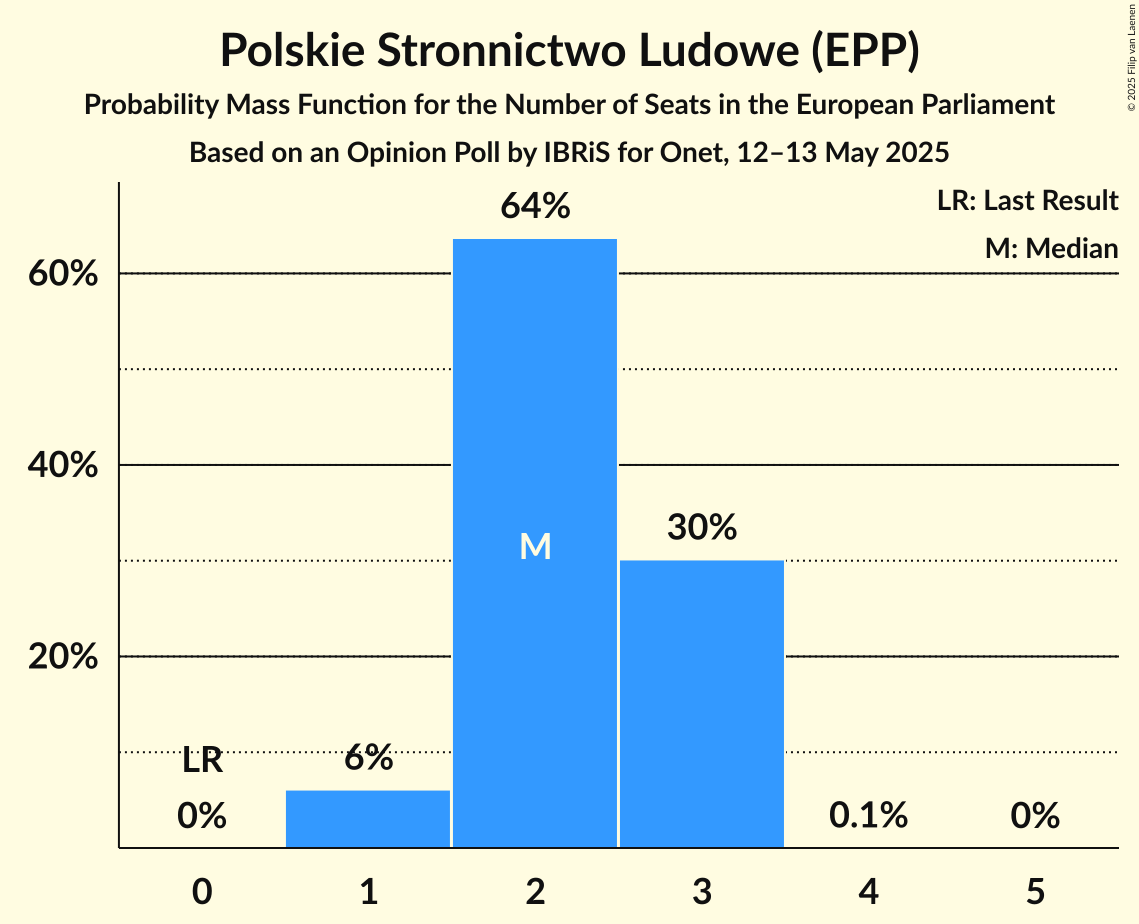 Polskie Stronnictwo Ludowe (EPP)
Probability Mass Function for the Number of Seats in the European Parliament
Based on an Opinion Poll by IBRiS for Onet, 12–13 May 2025
© 2025 Filip van Laenen
LR: Last Result
M: Median
64%
60%
40%
30%
M
20%
LR
6%
0%
0.1%
0%
0 1 2 3 4 5